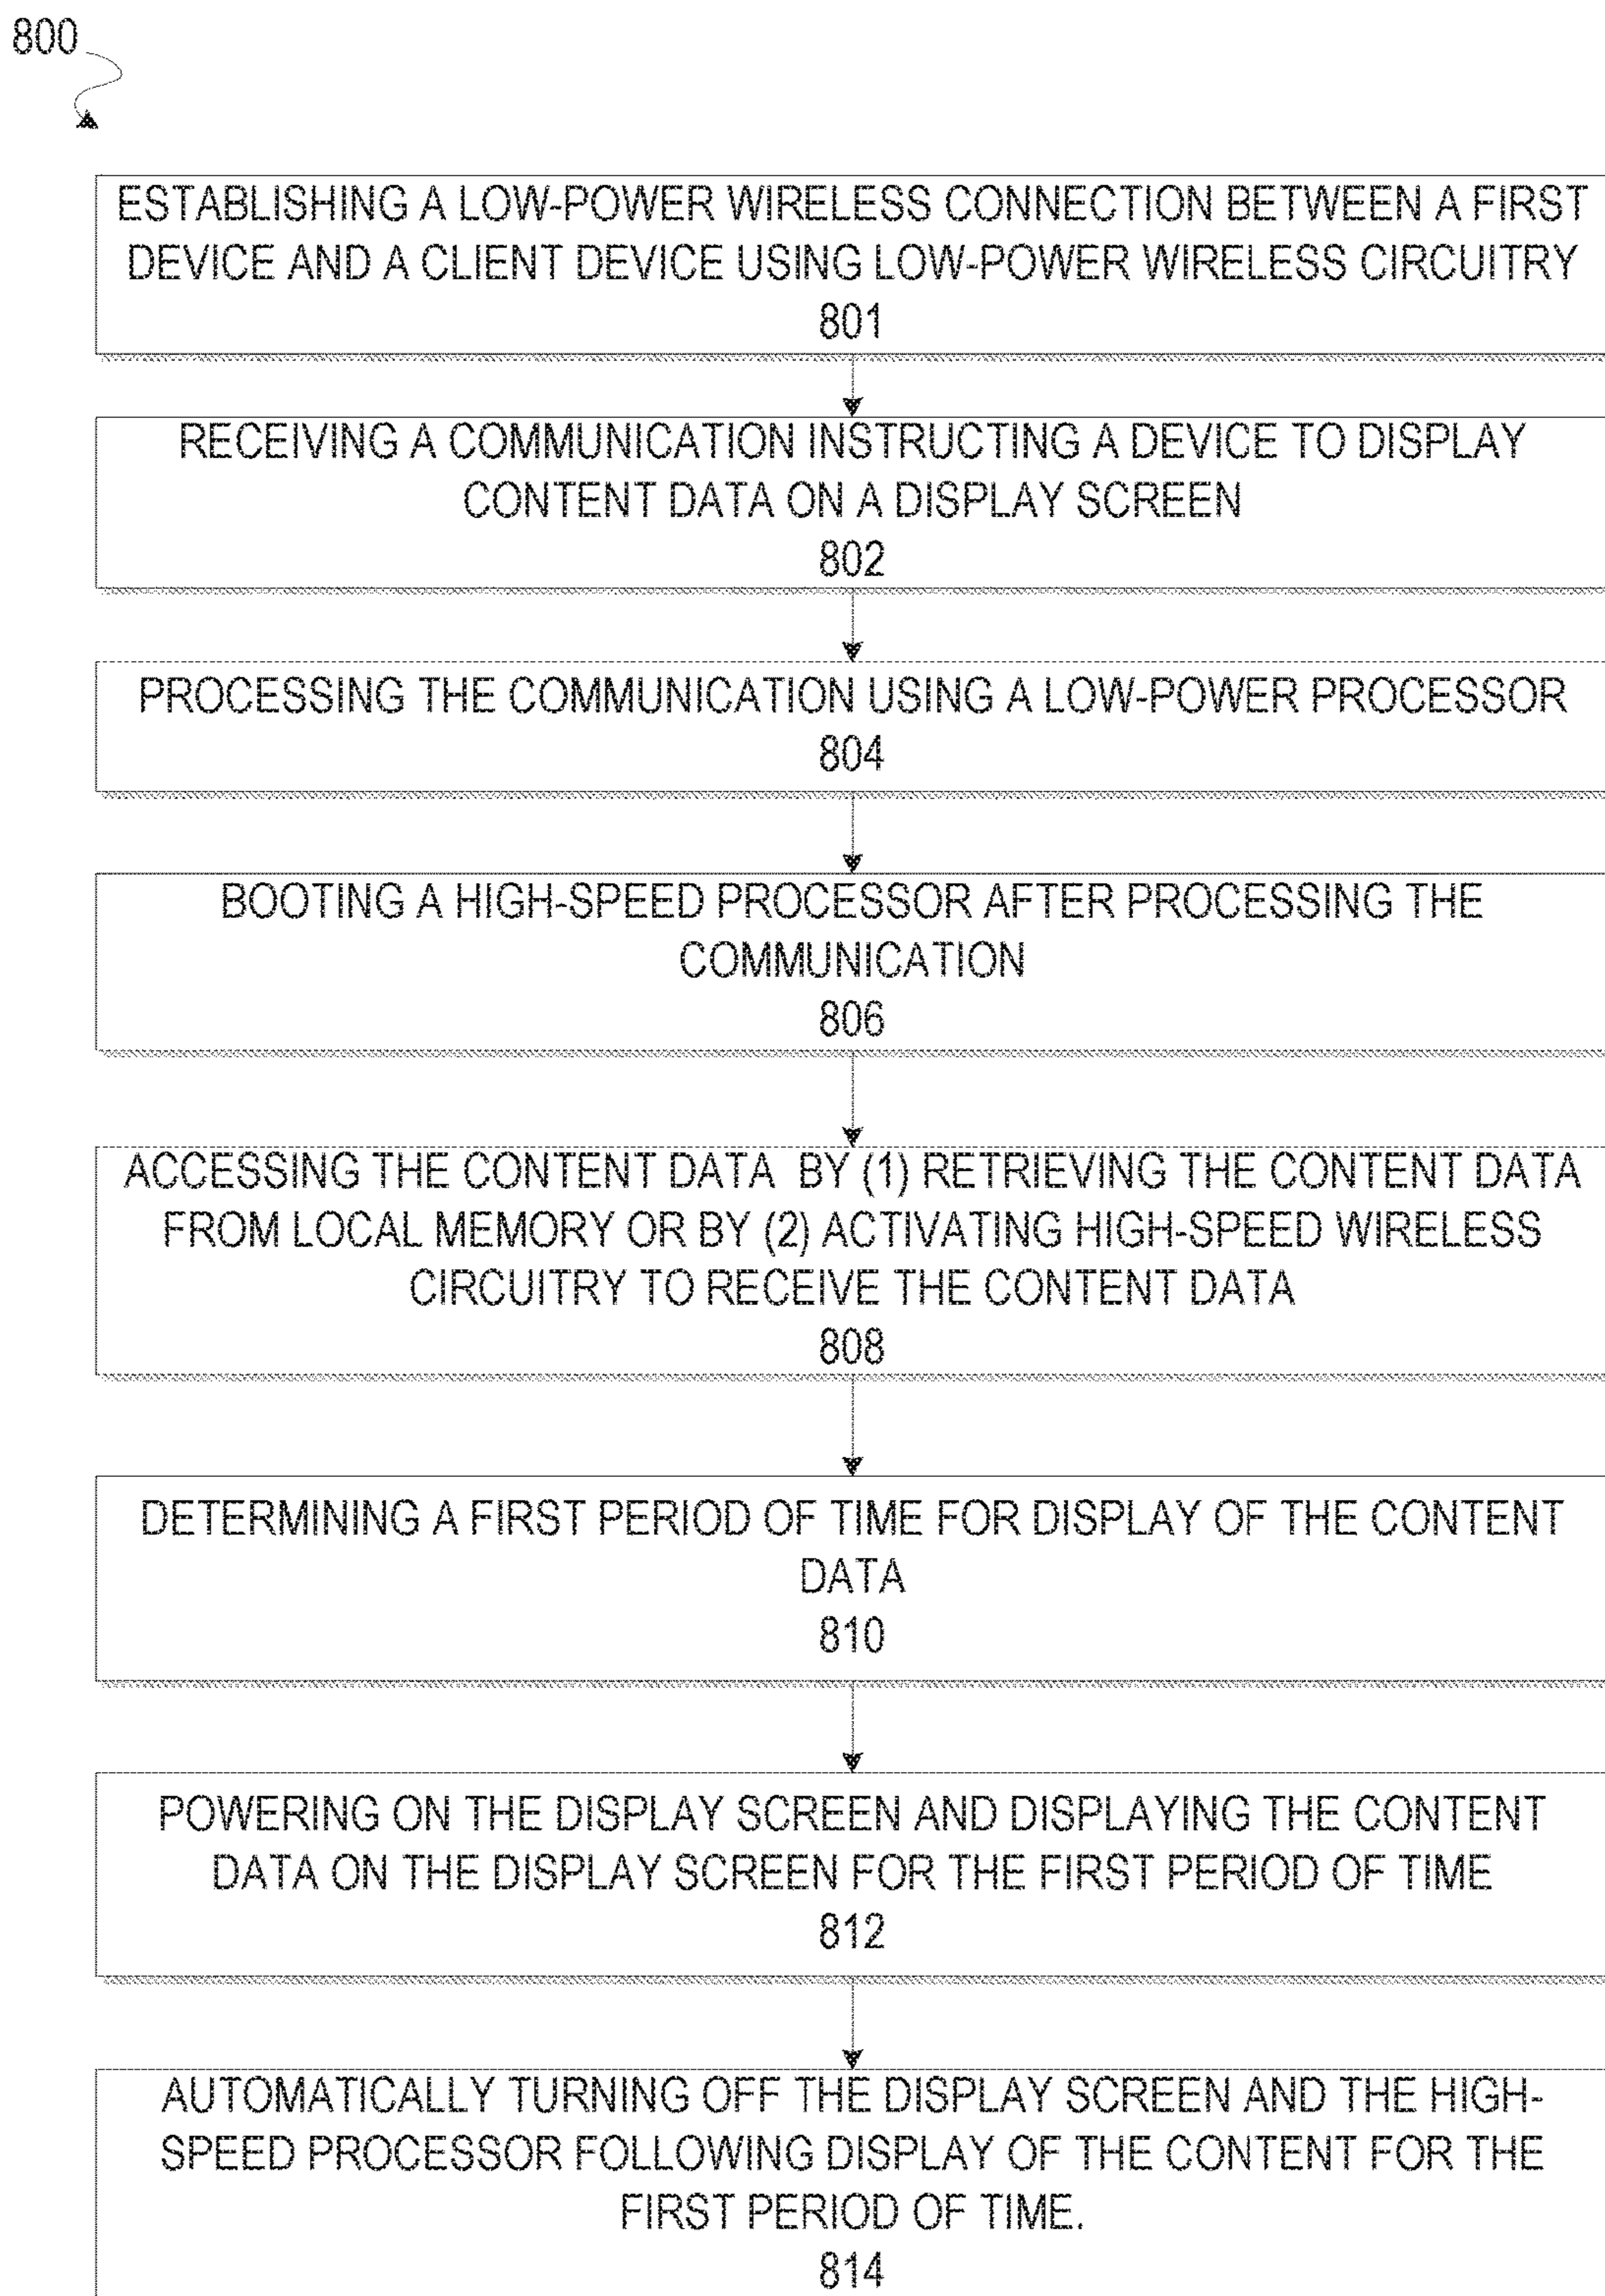 800
ESTABLISHING A LOW-POWER WIRELESS CONNECTION BETWEEN A FIRST
DEVICE AND A CLIENT DEVICE USING LOW-POWER WIRELESS CIRCUITRY
801
RECEIVING A COMMUNICATION INSTRUCTING A DEVICE TO DISPLAY
CONTENT DATA ON A DISPLAY SCREEN
802
PROCESSING THE COMMUNICATION USING A LOW-POWER PROCESSOR
804
BOOTING A HIGH-SPEED PROCESSOR AFTER PROCESSING THE
COMMUNICATION
806
ACCESSING THE CONTENT DATA BY (1) RETRIEVING THE CONTENT DATA
FROM LOCAL MEMORY OR BY (2) ACTIVATING HIGH-SPEED WIRELESS
CIRCUITRY TO RECEIVE THE CONTENT DATA
808
DETERMINING A FIRST PERIOD OF TIME FOR DISPLAY OF THE CONTENT
DATA
810
POWERING ON THE DISPLAY SCREEN AND DISPLAYING THE CONTENT
DATA ON THE DISPLAY SCREEN FOR THE FIRST PERIOD OF TIME
812
AUTOMATICALLY TURNING OFF THE DISPLAY SCREEN AND THE HIGH-
SPEED PROCESSOR FOLLOWING DISPLAY OF THE CONTENT FOR THE
FIRST PERIOD OF TIME.
814